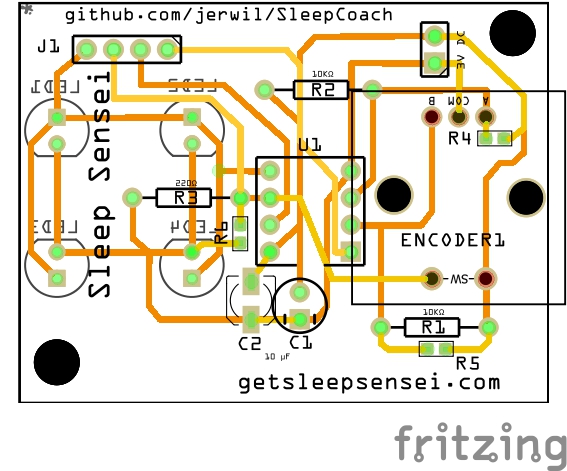 github.com/jerwil/SleepCoach
J1
DC
3V
LED1
LED2
10KΩ
R2
B
COM
A
R4
Sleep Sensei
U1
220Ω
R3
R6
LED3
LED4
ENCODER1
-SW-
C2
C1
10 µF
10KΩ
R1
R5
getsleepsensei.com
fritzing